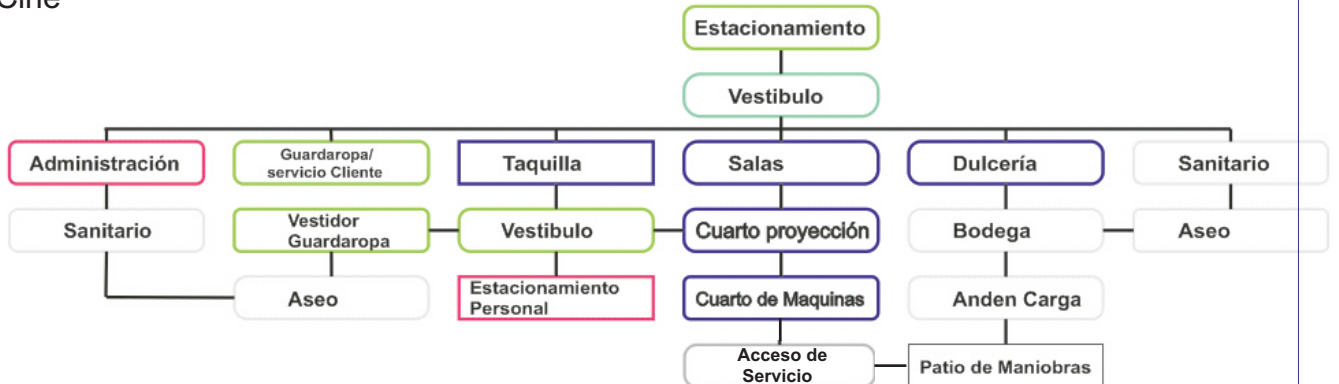 Cine
Estacionamiento
Vestibulo
Administración
Guardaropa/
servicio Cliente
Taquilla
Salas
Dulcería
Sanitario
Sanitario
Vestidor
Guardaropa
Vestibulo
Cuarto proyección
Bodega
Aseo
Aseo
Estacionamiento
Personal
Cuarto de Maquinas
Anden Carga
Acceso de
Servicio
Patio de Maniobras